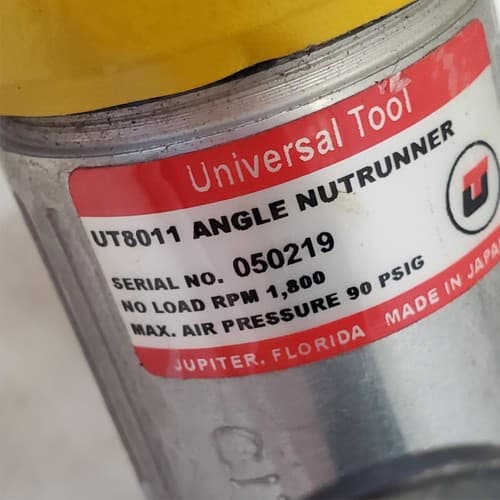 Universal Tool
UT8011 ANGLE NUTRUNNER
SERIAL NO. 050219
NO LOAD RPM 1,800
MAX. AIR PRESSURE 90 PSIG
JUPITER, FLORIDA MADE IN JAPA